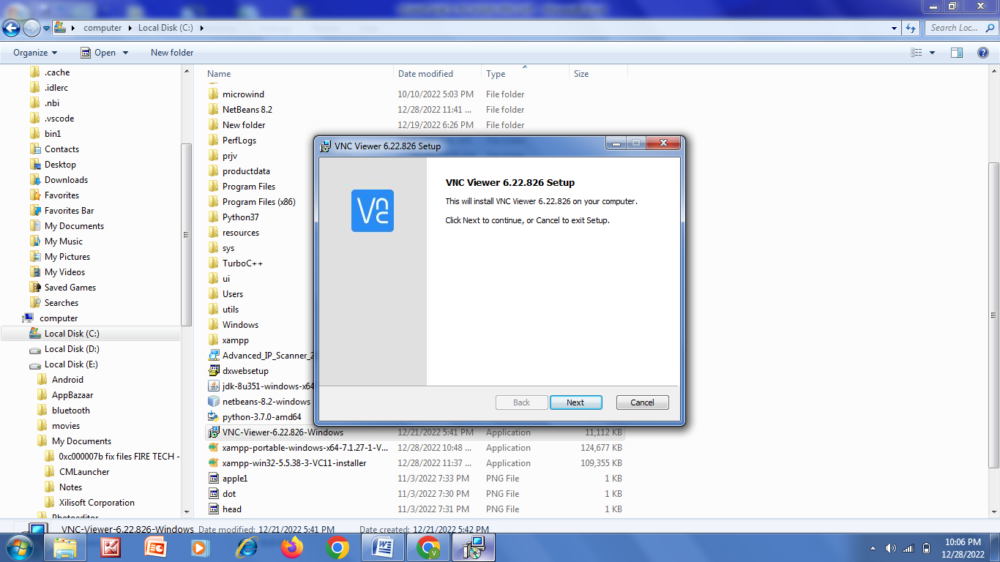 computer Local Disk (C:) Search Loc...
Organize Open New folder
.cache
.idlerc
.nbi
.vscode
bin1
Contacts
Desktop
Downloads
Favorites
Favorites Bar
My Documents
My Music
My Pictures
My Videos
Saved Games
Searches
computer
Local Disk (C:)
Local Disk (D:)
Local Disk (E:)
Android
AppBazaar
bluetooth
movies
My Documents
0xc000007b fix files FIRE TECH -
CMLauncher
Notes
Xilisoft Corporation
Photoeditor
Name Date modified Type Size
microwind 10/10/2022 5:03 PM File folder
NetBeans 8.2 12/28/2022 11:41 ... File folder
New folder 12/19/2022 6:26 PM File folder
PerfLogs
prjv
productdata
Program Files
Program Files (x86)
Python37
resources
sys
TurboC++
ui
Users
utils
Windows
xampp
Advanced_IP_Scanner_2
dxwebsetup
jdk-8u351-windows-x64
netbeans-8.2-windows
python-3.7.0-amd64
VNC-Viewer-6.22.826-Windows 12/21/2022 5:41 PM Application 11,112 KB
xampp-portable-windows-x64-7.1.27-1-V... 12/28/2022 10:48 ... Application 124,677 KB
xampp-win32-5.5.38-3-VC11-installer 12/28/2022 11:37 ... Application 109,355 KB
apple1 11/3/2022 7:33 PM PNG File 1 KB
dot 11/3/2022 7:30 PM PNG File 1 KB
head 11/3/2022 7:31 PM PNG File 1 KB
VNC Viewer 6.22.826 Setup
Vnc
VNC Viewer 6.22.826 Setup
This will install VNC Viewer 6.22.826 on your computer.
Click Next to continue, or Cancel to exit Setup.
Back Next Cancel
VNC-Viewer-6.22.826-Windows Date modified: 12/21/2022 5:41 PM Date created: 12/21/2022 5:42 PM
10:06 PM
12/28/2022